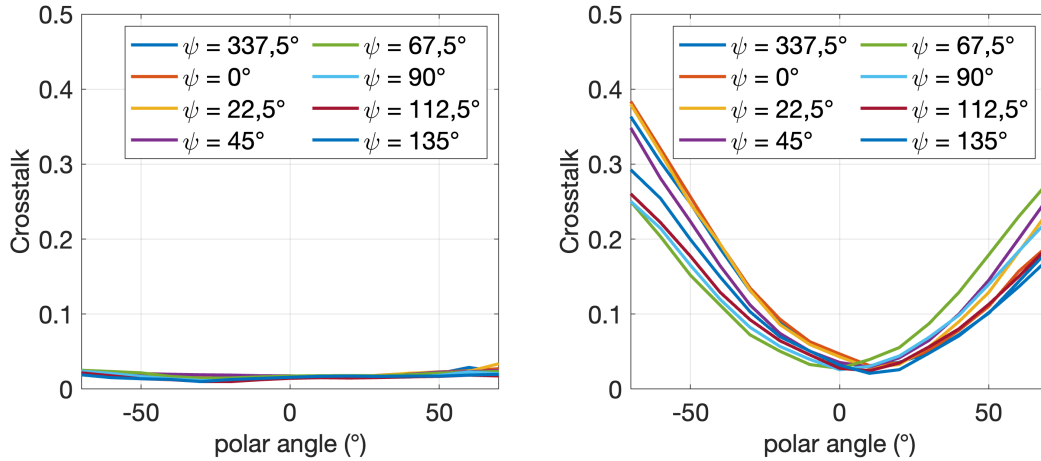 0.5
0.4
0.3
0.2
0.1
0
Crosstalk
-50 0 50
polar angle (°)
ψ = 337,5° ψ = 67,5°
ψ = 0° ψ = 90°
ψ = 22,5° ψ = 112,5°
ψ = 45° ψ = 135°
0.5
0.4
0.3
0.2
0.1
0
Crosstalk
-50 0 50
polar angle (°)
ψ = 337,5° ψ = 67,5°
ψ = 0° ψ = 90°
ψ = 22,5° ψ = 112,5°
ψ = 45° ψ = 135°